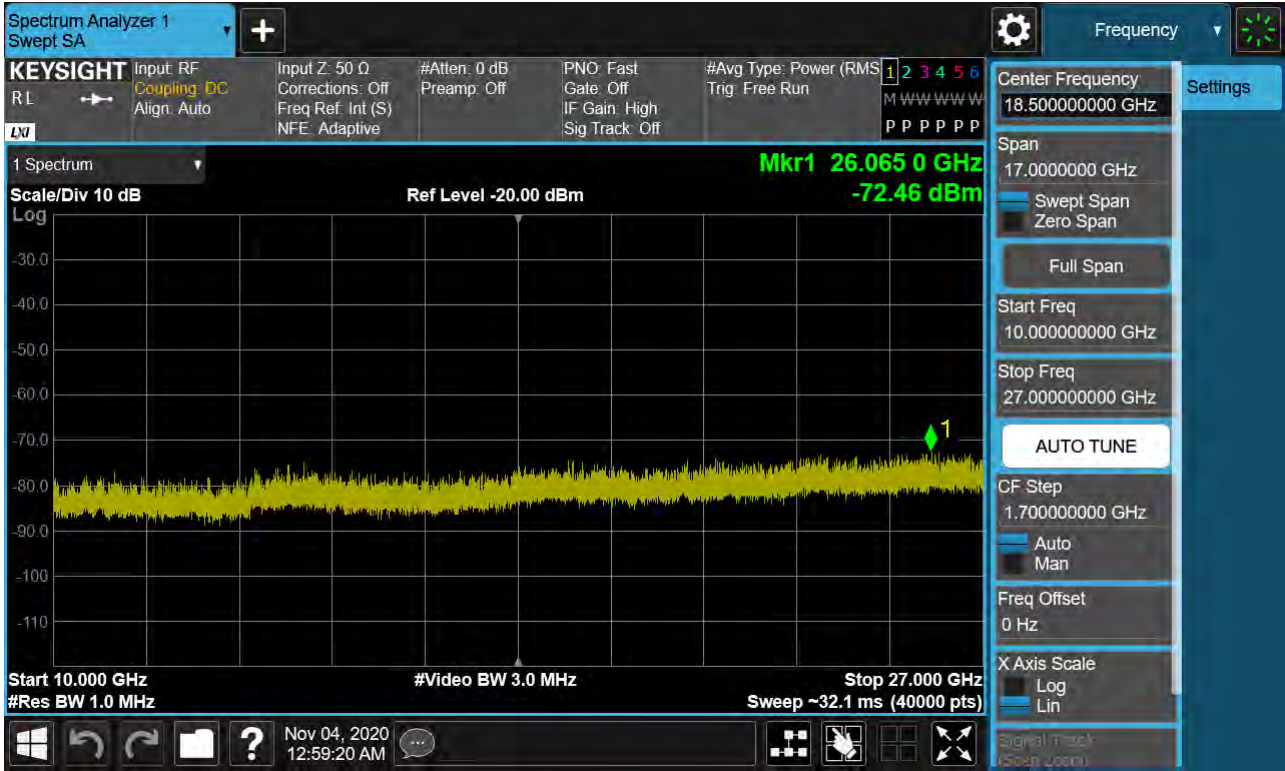 Spectrum Analyzer 1
Swept SA
+
Frequency
KEYSIGHT
RL
LXI
Input: RF
Coupling: DC
Align: Auto
Input Z: 50 Ω
Corrections: Off
Freq Ref: Int (S)
NFE: Adaptive
#Atten: 0 dB
Preamp: Off
PNO: Fast
Gate: Off
IF Gain: High
Sig Track: Off
#Avg Type: Power (RMS
Trig: Free Run
1 2 3 4 5 6
M W W W W W
P P P P P P
1 Spectrum
Mkr1 26.065 0 GHz
Scale/Div 10 dB
Ref Level -20.00 dBm
-72.46 dBm
Log
-30.0
-40.0
-50.0
-60.0
-70.0
-80.0
-90.0
-100
-110
1
Start 10.000 GHz
#Video BW 3.0 MHz
Stop 27.000 GHz
#Res BW 1.0 MHz
Sweep ~32.1 ms (40000 pts)
Center Frequency
18.500000000 GHz
Settings
Span
17.0000000 GHz
Swept Span
Zero Span
Full Span
Start Freq
10.000000000 GHz
Stop Freq
27.000000000 GHz
AUTO TUNE
CF Step
1.700000000 GHz
Auto
Man
Freq Offset
0 Hz
X Axis Scale
Log
Lin
Signal Track
(Span Zoom)
?
Nov 04, 2020
12:59:20 AM